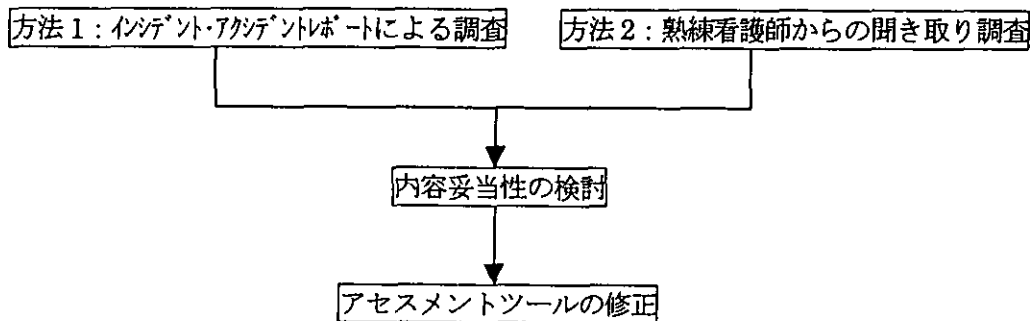 方法1：ｲﾝｼﾃﾞﾝﾄ･ｱｸｼﾃﾞﾝﾄﾚﾎﾟｰﾄによる調査
方法2：熟練看護師からの聞き取り調査
内容妥当性の検討
アセスメントツールの修正